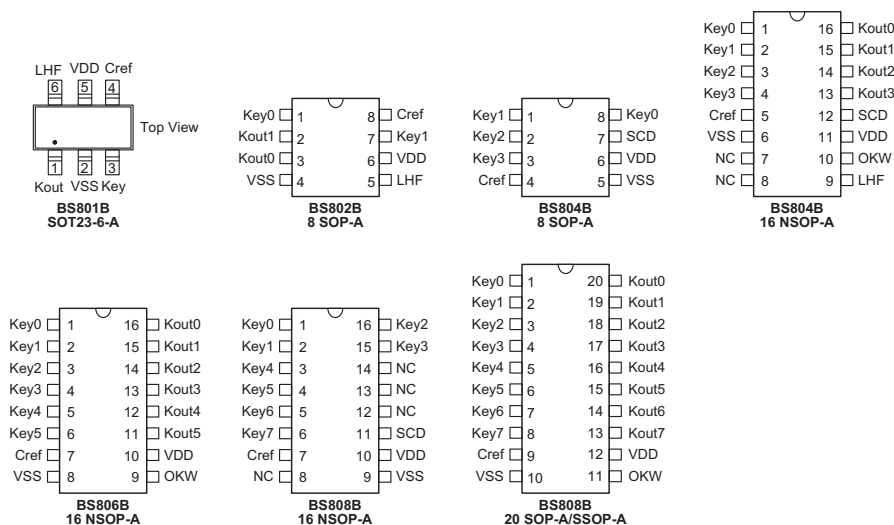 LHF VDD Cref
6 5 4
Top View
1 2 3
Kout VSS Key
BS801B
SOT23-6-A
Key0 1 8 Cref
Kout1 2 7 Key1
Kout0 3 6 VDD
VSS 4 5 LHF
BS802B
8 SOP-A
Key1 1 8 Key0
Key2 2 7 SCD
Key3 3 6 VDD
Cref 4 5 VSS
BS804B
8 SOP-A
Key0 1 16 Kout0
Key1 2 15 Kout1
Key2 3 14 Kout2
Key3 4 13 Kout3
Cref 5 12 SCD
VSS 6 11 VDD
NC 7 10 OKW
NC 8 9 LHF
BS804B
16 NSOP-A
Key0 1 16 Kout0
Key1 2 15 Kout1
Key2 3 14 Kout2
Key3 4 13 Kout3
Key4 5 12 Kout4
Key5 6 11 Kout5
Cref 7 10 VDD
VSS 8 9 OKW
BS806B
16 NSOP-A
Key0 1 16 Key2
Key1 2 15 Key3
Key4 3 14 NC
Key5 4 13 NC
Key6 5 12 NC
Key7 6 11 SCD
Cref 7 10 VDD
NC 8 9 VSS
BS808B
16 NSOP-A
Key0 1 20 Kout0
Key1 2 19 Kout1
Key2 3 18 Kout2
Key3 4 17 Kout3
Key4 5 16 Kout4
Key5 6 15 Kout5
Key6 7 14 Kout6
Key7 8 13 Kout7
Cref 9 12 VDD
VSS 10 11 OKW
BS808B
20 SOP-A/SSOP-A